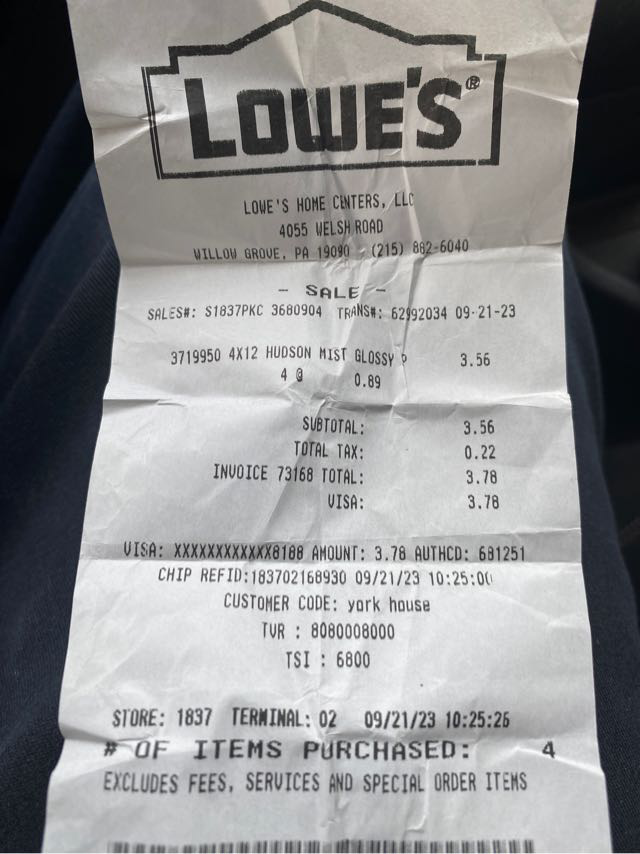 LOWE'S®
LOWE'S HOME CENTERS, LLC
4055 WELSH ROAD
WILLOW GROVE, PA 19090 - (215) 882-6040
- SALE -
SALES#: S1837PKC 3680904 TRANS#: 62992034 09-21-23
3719950 4X12 HUDSON MIST GLOSSY P 3.56
4 @ 0.89
SUBTOTAL: 3.56
TOTAL TAX: 0.22
INVOICE 73168 TOTAL: 3.78
VISA: 3.78
VISA: XXXXXXXXXXXX8188 AMOUNT: 3.78 AUTHCD: 681251
CHIP REFID:183702168930 09/21/23 10:25:0
CUSTOMER CODE: york house
TVR : 8080008000
TSI : 6800
STORE: 1837 TERMINAL: 02 09/21/23 10:25:26
# OF ITEMS PURCHASED: 4
EXCLUDES FEES, SERVICES AND SPECIAL ORDER ITEMS